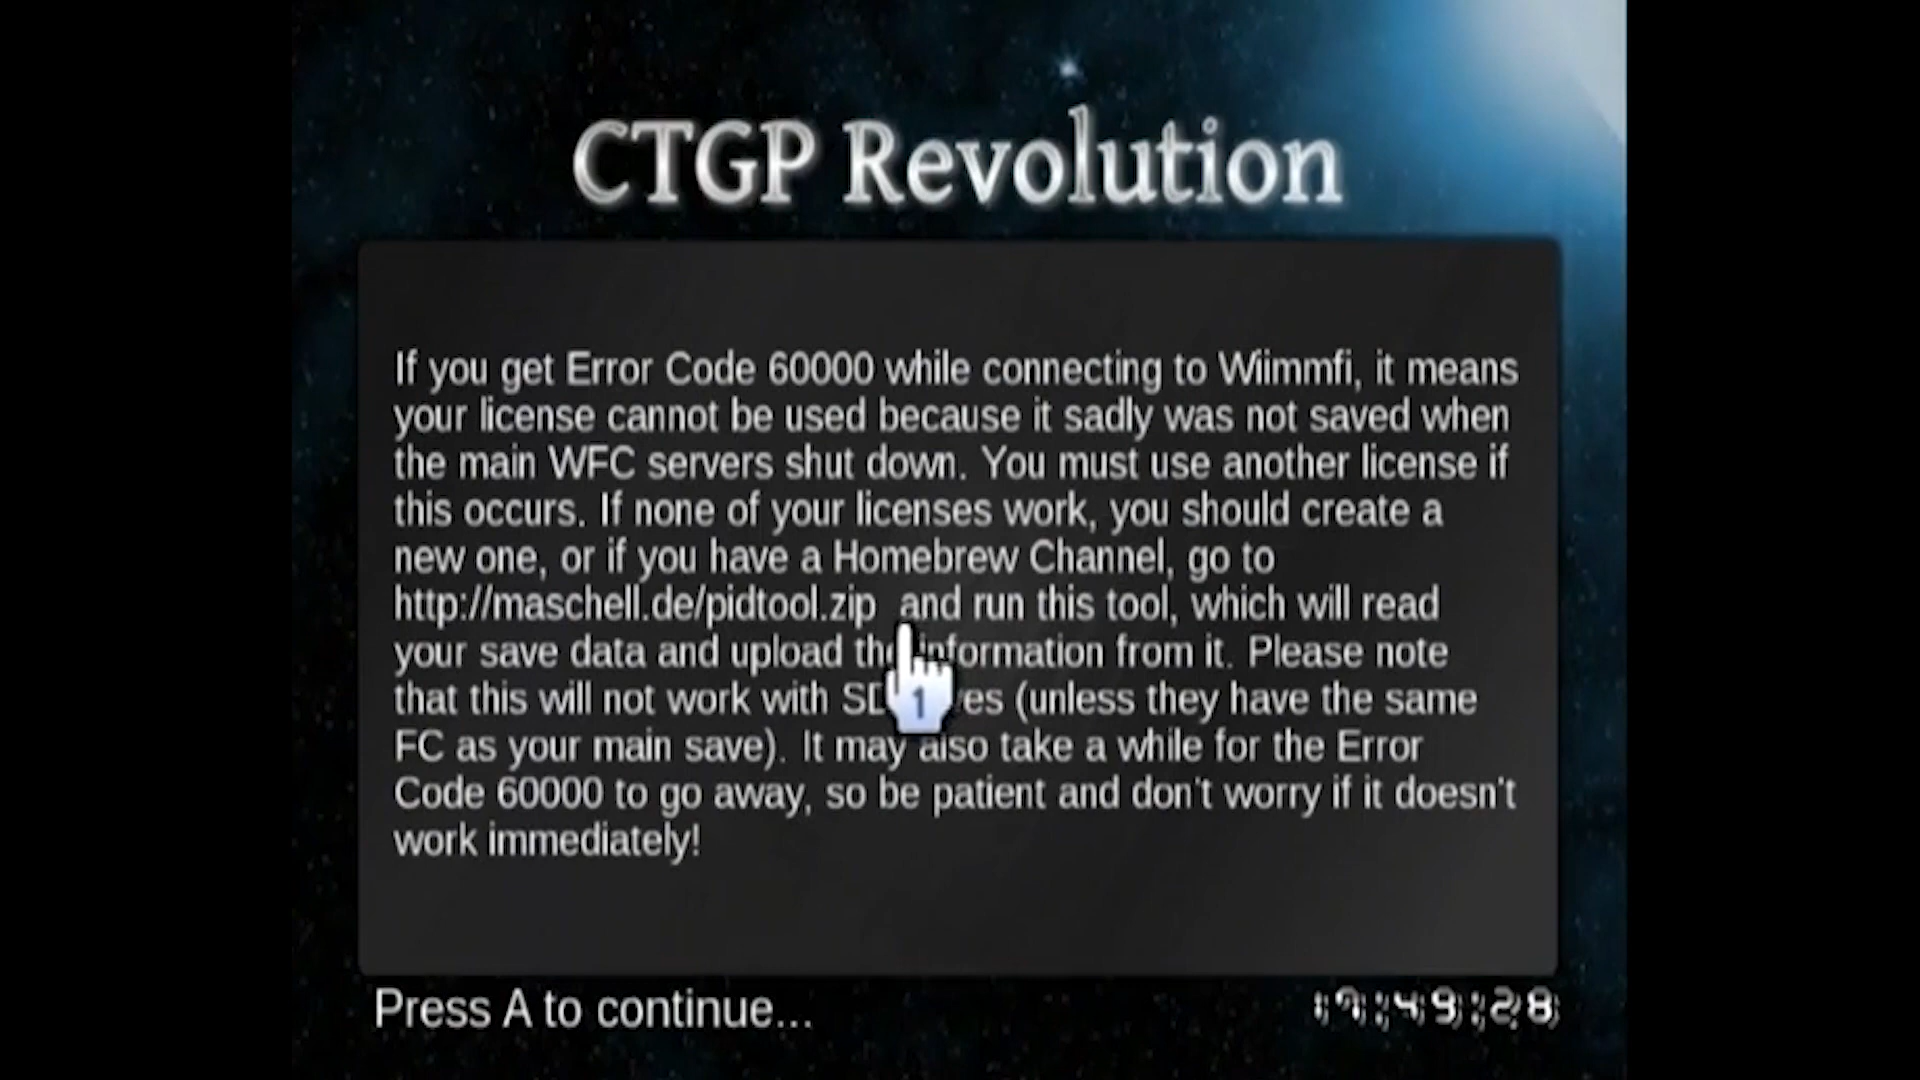 CTGP Revolution
If you get Error Code 60000 while connecting to Wiimmfi, it means
your license cannot be used because it sadly was not saved when
the main WFC servers shut down. You must use another license if
this occurs. If none of your licenses work, you should create a
new one, or if you have a Homebrew Channel, go to
http://maschell.de/pidtool.zip and run this tool, which will read
your save data and upload the information from it. Please note
that this will not work with (unless they have the same
FC as your main save). It may also take a while for the Error
Code 60000 to go away, so be patient and don't worry if it doesn't
work immediately!
1
Press A to continue...
17:49:28